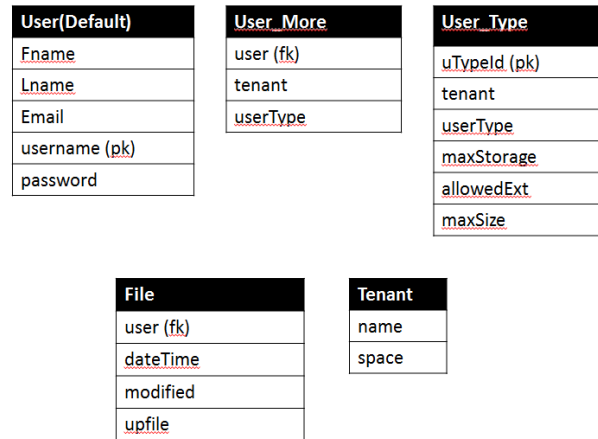 User(Default)
Fname
Lname
Email
username (pk)
password
User_More
user (fk)
tenant
userType
User_Type
uTypeId (pk)
tenant
userType
maxStorage
allowedExt
maxSize
File
user (fk)
dateTime
modified
upfile
Tenant
name
space